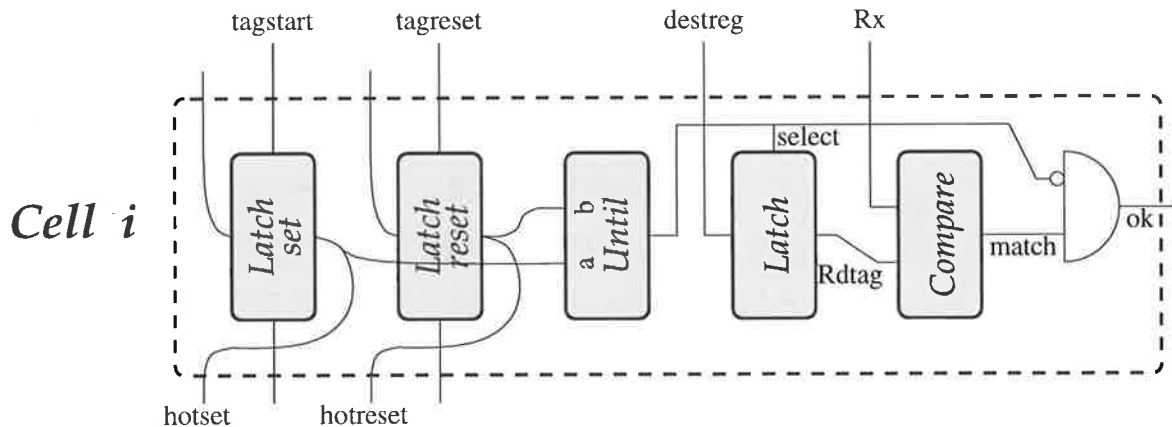 tagstart
tagreset
destreg
Rx
select
Cell i
Latch
set
Latch
reset
a b
Until
Latch
Rdtag
Compare
match
ok
hotset
hotreset